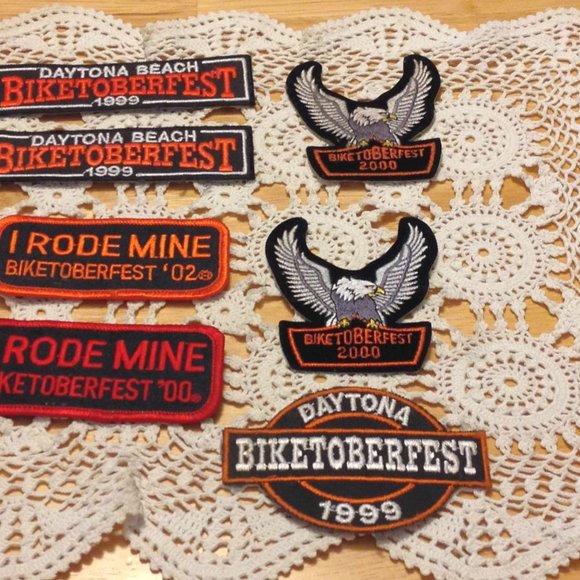 DAYTONA BEACH
BIKETOBERFEST
1999
DAYTONA BEACH
BIKETOBERFEST
1999
I RODE MINE
BIKETOBERFEST '02®
RODE MINE
KETOBERFEST '00®
BIKETOBERFEST
2000
BIKETOBERFEST
2000
DAYTONA
BIKETOBERFEST
1999